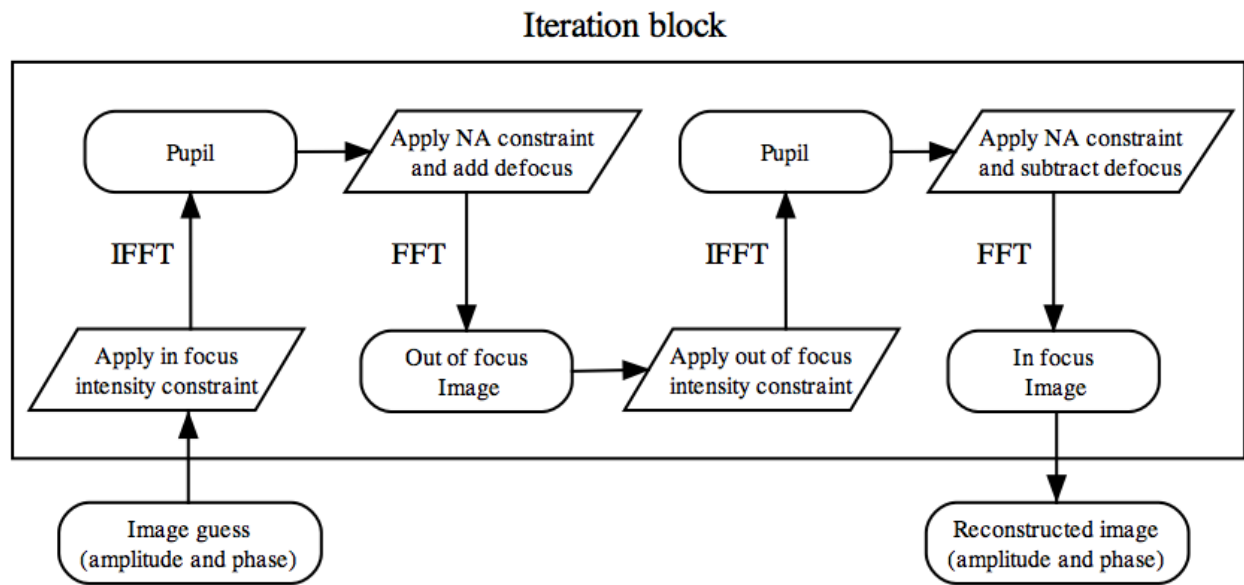 Iteration block
Pupil
Apply NA constraint
and add defocus
Pupil
Apply NA constraint
and subtract defocus
IFFT
FFT
IFFT
FFT
Apply in focus
intensity constraint
Out of focus
Image
Apply out of focus
intensity constraint
In focus
Image
Image guess
(amplitude and phase)
Reconstructed image
(amplitude and phase)